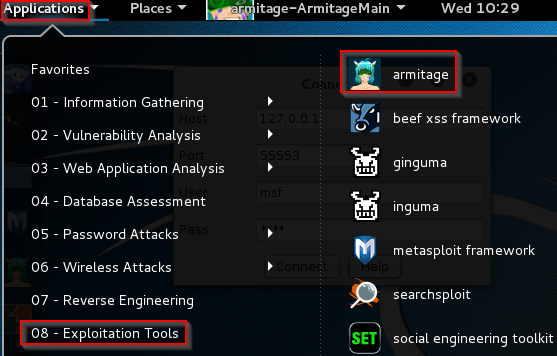 Applications
Places
armitage-ArmitageMain
Wed 10:29
Favorites
01 - Information Gathering
02 - Vulnerability Analysis
03 - Web Application Analysis
04 - Database Assessment
05 - Password Attacks
06 - Wireless Attacks
07 - Reverse Engineering
08 - Exploitation Tools
armitage
beef xss framework
ginguma
inguma
metasploit framework
searchsploit
social engineering toolkit
SET
Conne
Host
127.0.0.1
Port
55553
User
msf
Pass
****
Connect
Help